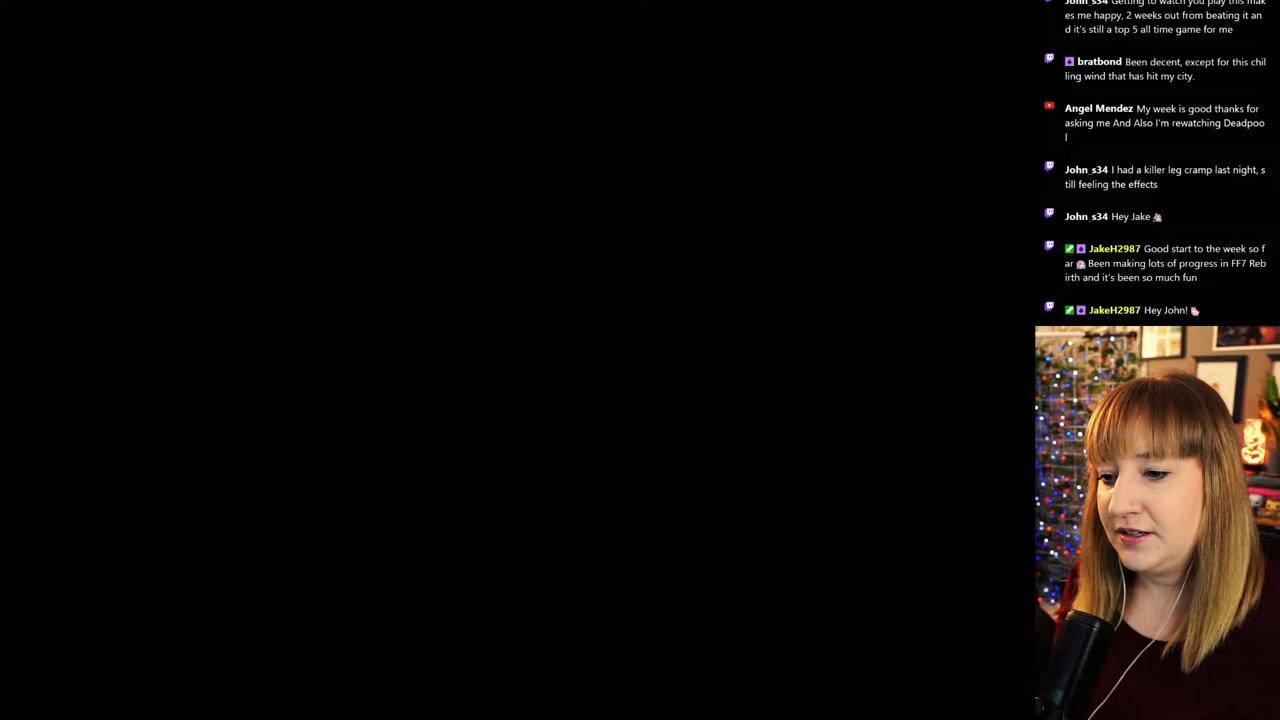 John_s34 Getting to watch you play this mak
es me happy, 2 weeks out from beating it an
d it's still a top 5 all time game for me
bratbond Been decent, except for this chil
ling wind that has hit my city.
Angel Mendez My week is good thanks for
asking me And Also I'm rewatching Deadpoo
l
John_s34 I had a killer leg cramp last night, s
till feeling the effects
John_s34 Hey Jake
JakeH2987 Good start to the week so f
ar Been making lots of progress in FF7 Reb
irth and it's been so much fun
JakeH2987 Hey John!